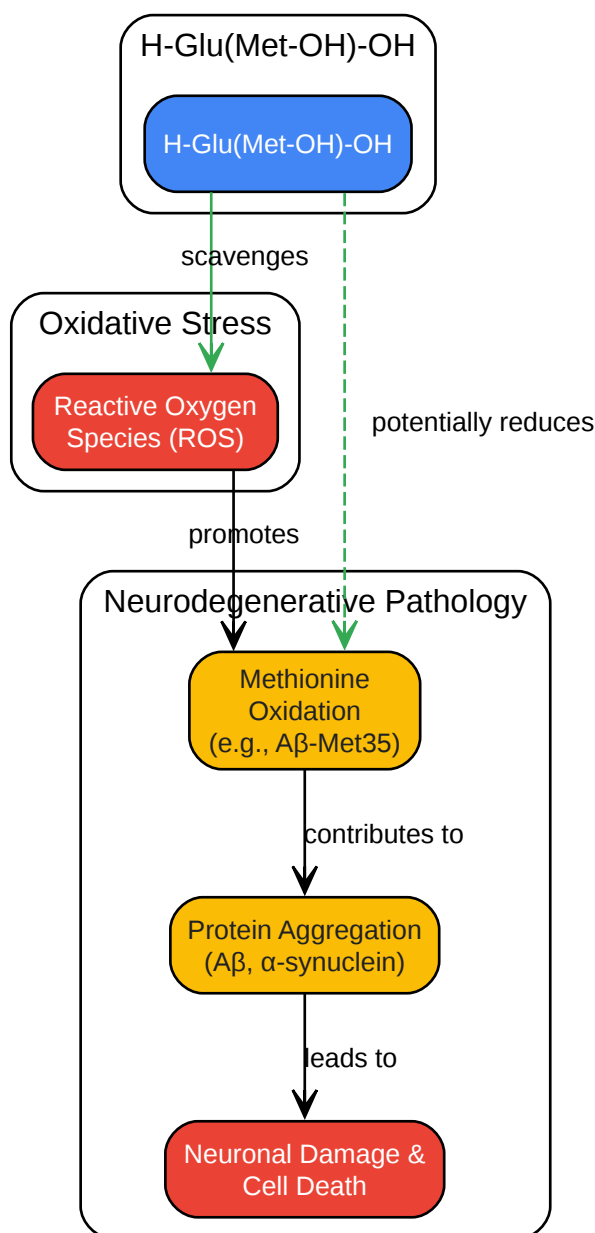 H-Glu(Met-OH)-OH
H-Glu(Met-OH)-OH
scavenges
Oxidative Stress
Reactive Oxygen
Species (ROS)
potentially reduces
promotes
Neurodegenerative Pathology
Methionine
Oxidation
(e.g., Aβ-Met35)
contributes to
Protein Aggregation
(Aβ, α-synuclein)
leads to
Neuronal Damage &
Cell Death